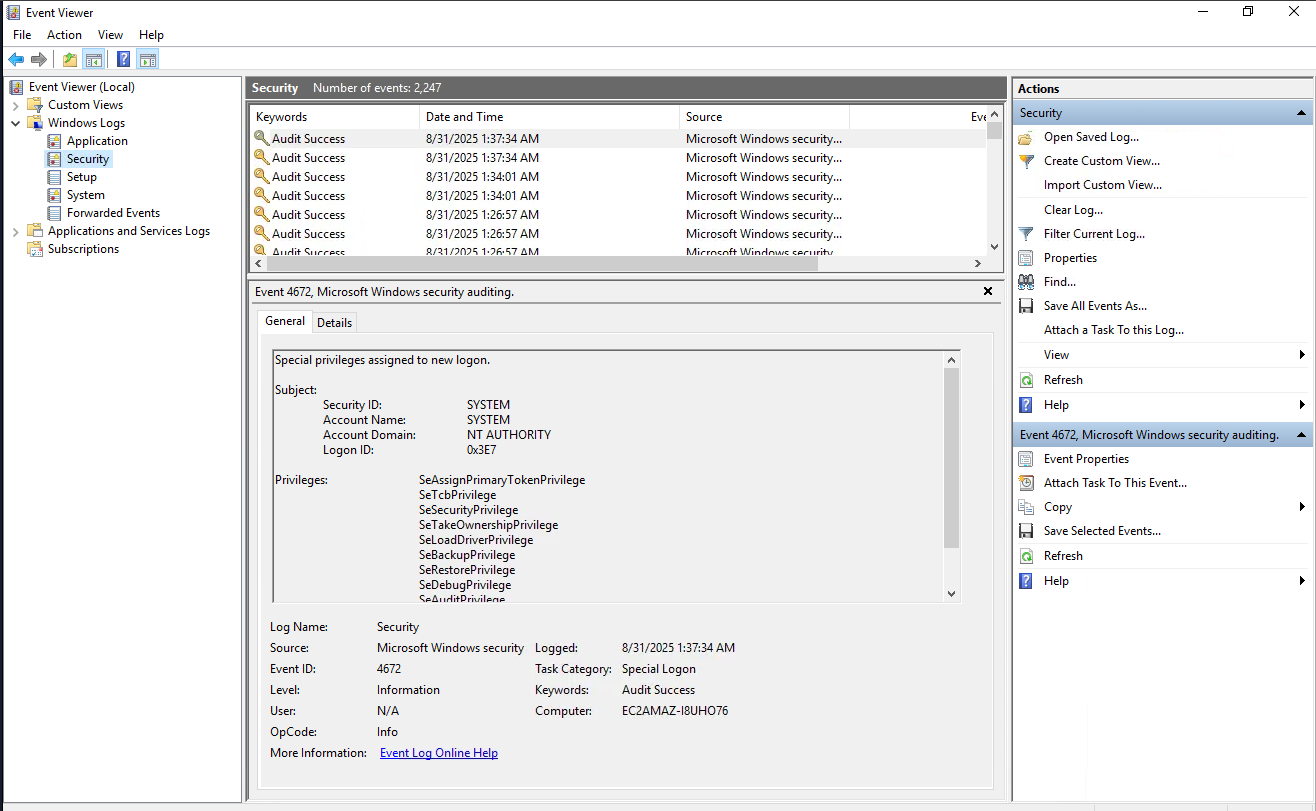 Event Viewer
File Action View Help
Event Viewer (Local)
Custom Views
Windows Logs
Application
Security
Setup
System
Forwarded Events
Applications and Services Logs
Subscriptions
Security Number of events: 2,247
Keywords Date and Time Source Eve
Audit Success 8/31/2025 1:37:34 AM Microsoft Windows security...
Audit Success 8/31/2025 1:37:34 AM Microsoft Windows security...
Audit Success 8/31/2025 1:34:01 AM Microsoft Windows security...
Audit Success 8/31/2025 1:34:01 AM Microsoft Windows security...
Audit Success 8/31/2025 1:26:57 AM Microsoft Windows security...
Audit Success 8/31/2025 1:26:57 AM Microsoft Windows security...
Audit Success 8/31/2025 1:26:57 AM Microsoft Windows security...
Event 4672, Microsoft Windows security auditing.
General Details
Special privileges assigned to new logon.
Subject:
Security ID: SYSTEM
Account Name: SYSTEM
Account Domain: NT AUTHORITY
Logon ID: 0x3E7
Privileges: SeAssignPrimaryTokenPrivilege
SeTcbPrivilege
SeSecurityPrivilege
SeTakeOwnershipPrivilege
SeLoadDriverPrivilege
SeBackupPrivilege
SeRestorePrivilege
SeDebugPrivilege
SeAuditPrivilege
Log Name: Security
Source: Microsoft Windows security Logged: 8/31/2025 1:37:34 AM
Event ID: 4672 Task Category: Special Logon
Level: Information Keywords: Audit Success
User: N/A Computer: EC2AMAZ-I8UHO76
OpCode: Info
More Information: Event Log Online Help
Actions
Security
Open Saved Log...
Create Custom View...
Import Custom View...
Clear Log...
Filter Current Log...
Properties
Find...
Save All Events As...
Attach a Task To this Log...
View
Refresh
Help
Event 4672, Microsoft Windows security auditing.
Event Properties
Attach Task To This Event...
Copy
Save Selected Events...
Refresh
Help